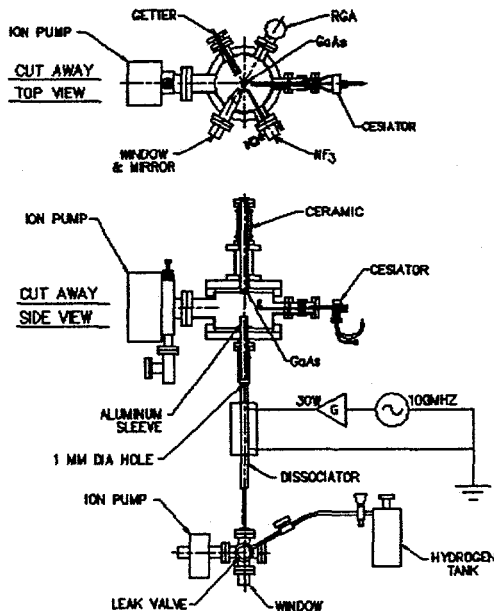 GETTER
RGA
ION PUMP
GaAs
CUT AWAY
TOP VIEW
CESIATOR
WINDOW
& MIRROR
NF3
CERAMIC
ION PUMP
CESIATOR
CUT AWAY
SIDE VIEW
GaAs
ALUMINUM
SLEEVE
30W
G
100MHZ
1 MM DIA HOLE
DISSOCIATOR
ION PUMP
HYDROGEN
TANK
LEAK VALVE
WINDOW